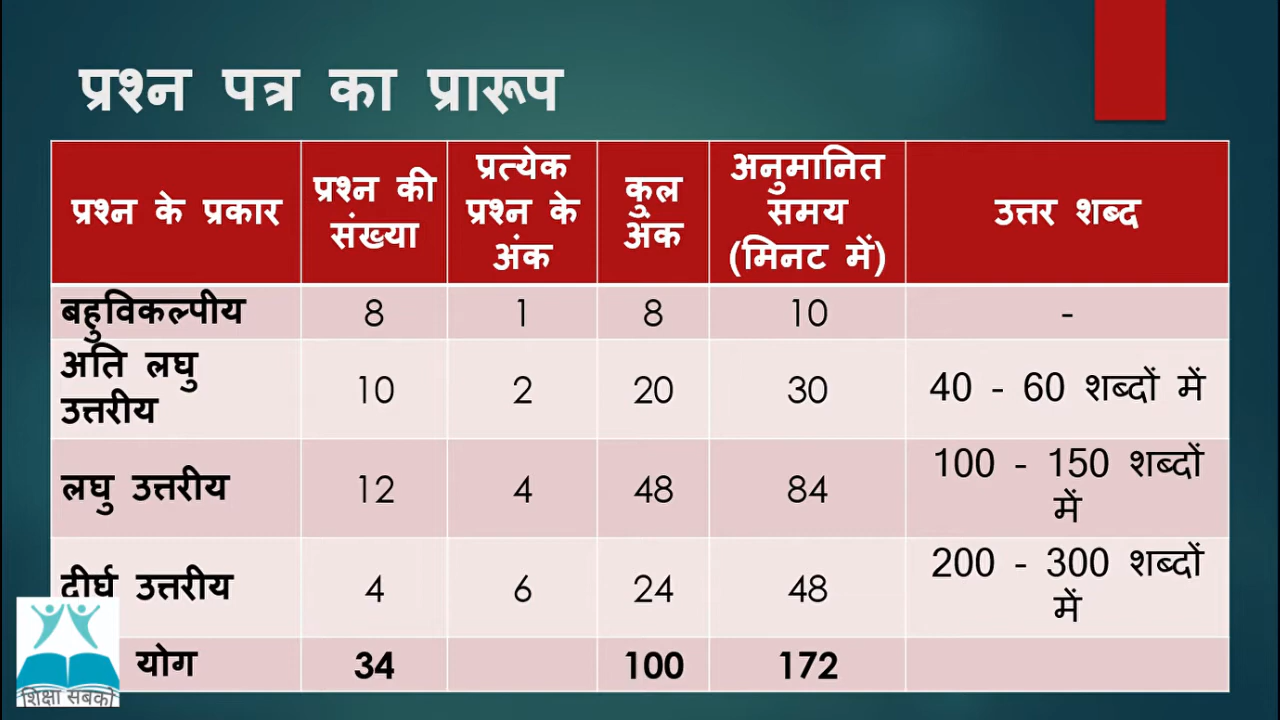 प्रश्न पत्र का प्रारूप
प्रश्न के प्रकार
प्रश्न की
संख्या
प्रत्येक
प्रश्न के
अंक
कुल
अंक
अनुमानित
समय
(मिनट में)
उत्तर शब्द
बहुविकल्पीय 8 1 8 10 -
अति लघु
उत्तरीय 10 2 20 30 40 - 60 शब्दों में
लघु उत्तरीय 12 4 48 84 100 - 150 शब्दों
में
दीर्घ उत्तरीय 4 6 24 48 200 - 300 शब्दों
में
योग 34 100 172
शिक्षा सबको